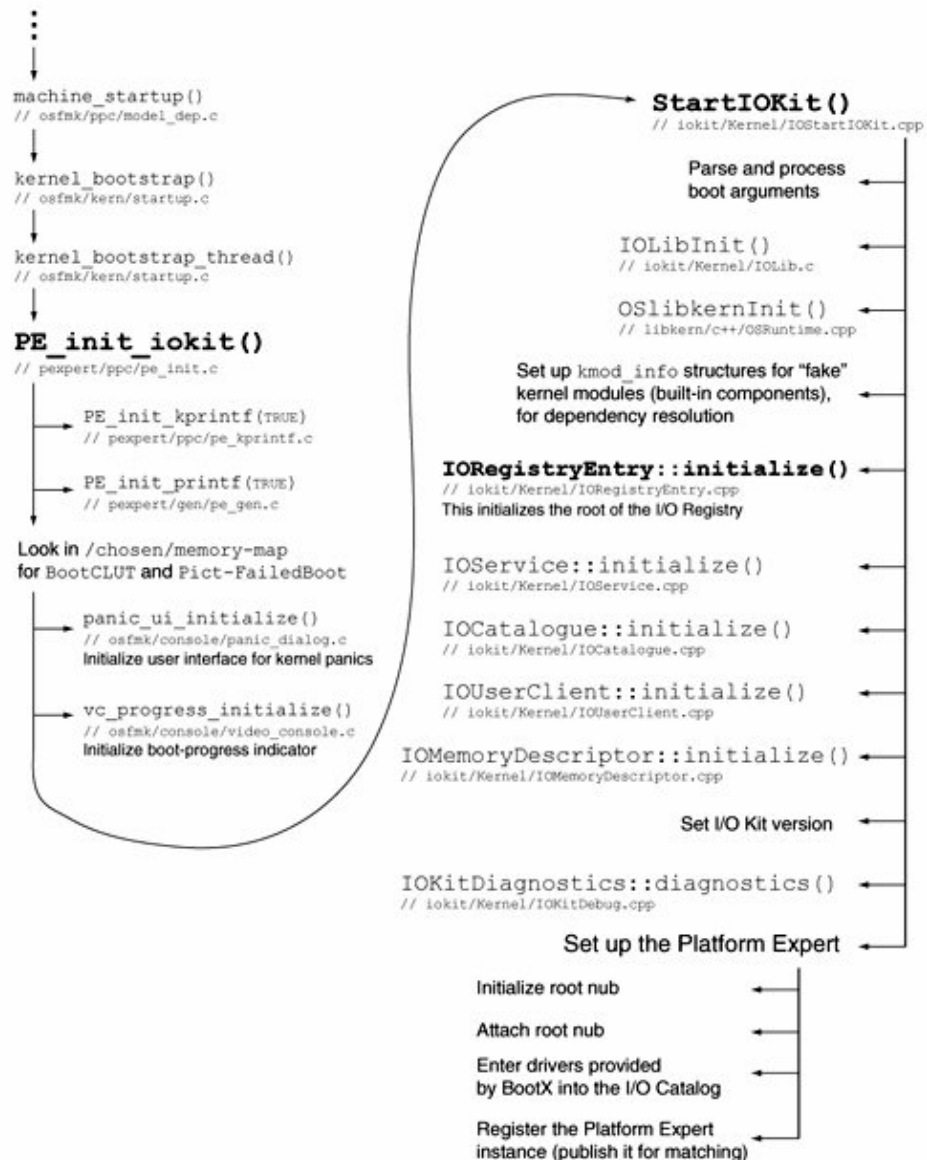 machine_startup()
// osfmk/ppc/model_dep.c
kernel_bootstrap()
// osfmk/kern/startup.c
kernel_bootstrap_thread()
// osfmk/kern/startup.c
PE_init_iokit()
// pexpert/ppc/pe_init.c
PE_init_kprintf(TRUE)
// pexpert/ppc/pe_kprintf.c
PE_init_printf(TRUE)
// pexpert/gen/pe_gen.c
Look in /chosen/memory-map
for BootCLUT and Pict-FailedBoot
panic_ui_initialize()
// osfmk/console/panic_dialog.c
Initialize user interface for kernel panics
vc_progress_initialize()
// osfmk/console/video_console.c
Initialize boot-progress indicator
StartIOKit()
// iokit/Kernel/IOStartIOKit.cpp
Parse and process
boot arguments
IOLibInit()
// iokit/Kernel/IOLib.c
OSlibkernInit()
// libkern/c++/OSRuntime.cpp
Set up kmod_info structures for “fake”
kernel modules (built-in components),
for dependency resolution
IORegistryEntry::initialize()
// iokit/Kernel/IORegistryEntry.cpp
This initializes the root of the I/O Registry
IOService::initialize()
// iokit/Kernel/IOService.cpp
IOCatalogue::initialize()
// iokit/Kernel/IOCatalogue.cpp
IOUserClient::initialize()
// iokit/Kernel/IOUserClient.cpp
IOMemoryDescriptor::initialize()
// iokit/Kernel/IOMemoryDescriptor.cpp
Set I/O Kit version
IOKitDiagnostics::diagnostics()
// iokit/Kernel/IOKitDebug.cpp
Set up the Platform Expert
Initialize root nub
Attach root nub
Enter drivers provided
by BootX into the I/O Catalog
Register the Platform Expert
instance (publish it for matching)